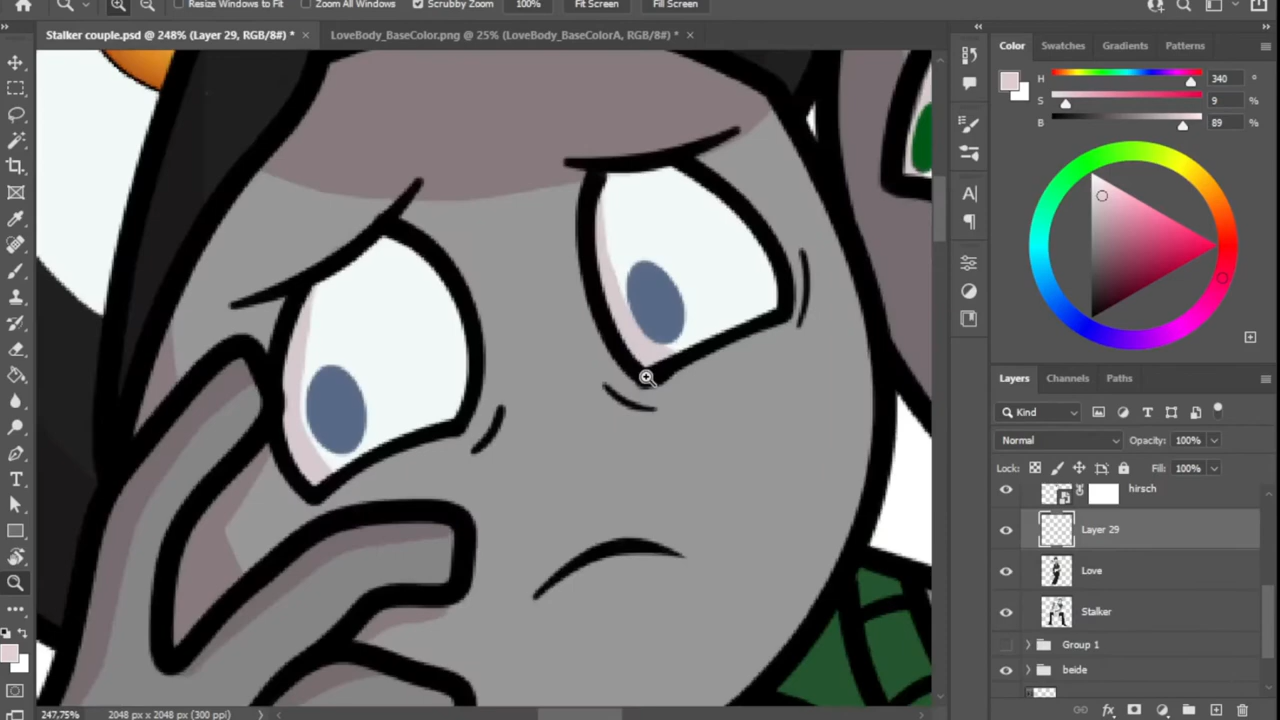 Resize Windows to Fit Zoom All Windows Scrubby Zoom 100% Fit Screen Fill Screen
Stalker couple.psd @ 248% (Layer 29, RGB/8#) * × LoveBody_BaseColor.png @ 25% (LoveBody_BaseColorA, RGB/8#) * ×
Color Swatches Gradients Patterns
H 340 °
S 9 %
B 89 %
Layers Channels Paths
Kind
Normal Opacity: 100%
Lock: Fill: 100%
hirsch
Layer 29
Love
Stalker
Group 1
beide
247,75% 2048 px x 2048 px (300 ppi)